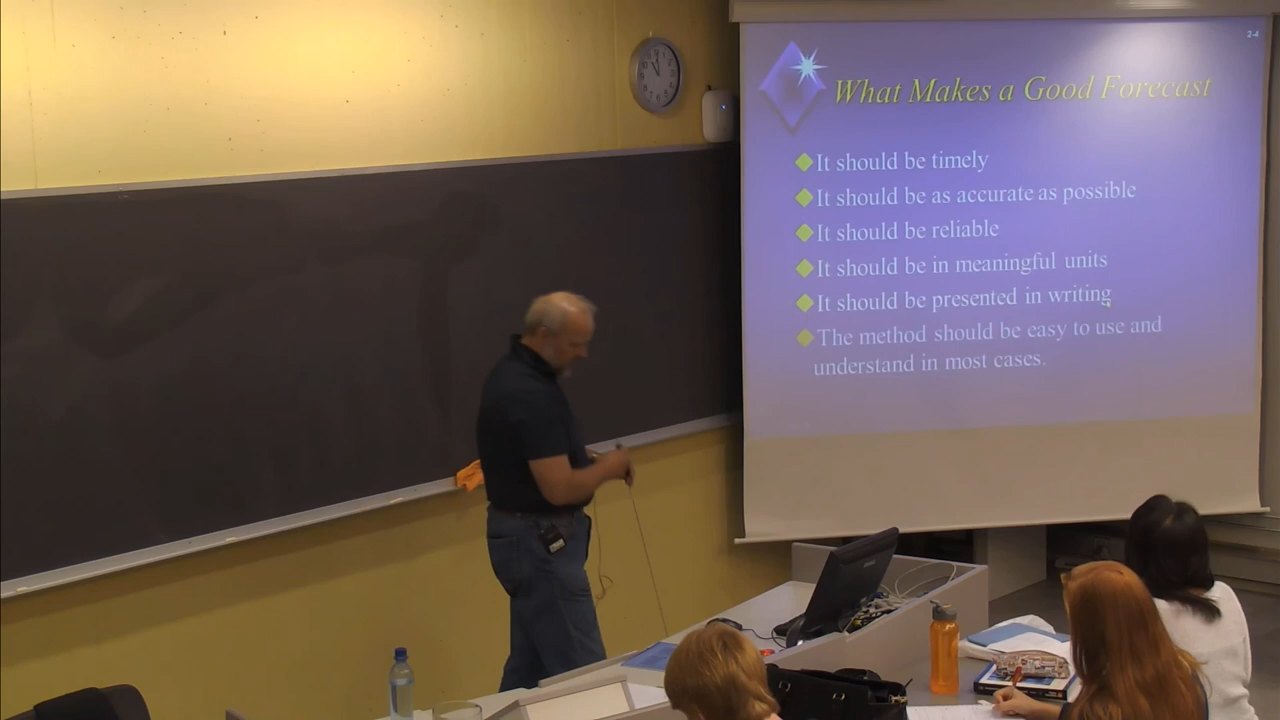 2-4
What Makes a Good Forecast
It should be timely
It should be as accurate as possible
It should be reliable
It should be in meaningful units
It should be presented in writing
The method should be easy to use and
understand in most cases.